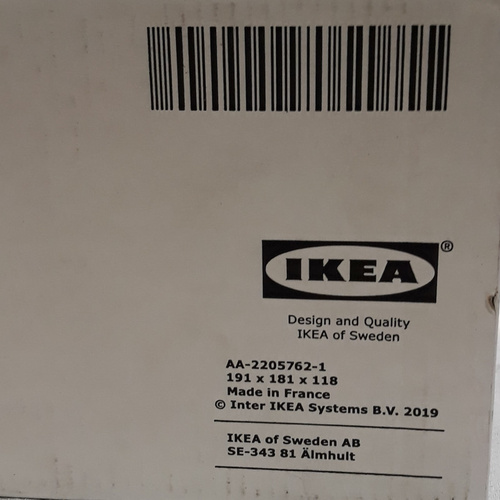 IKEA®
Design and Quality
IKEA of Sweden
AA-2205762-1
191 x 181 x 118
Made in France
© Inter IKEA Systems B.V. 2019
IKEA of Sweden AB
SE-343 81 Älmhult